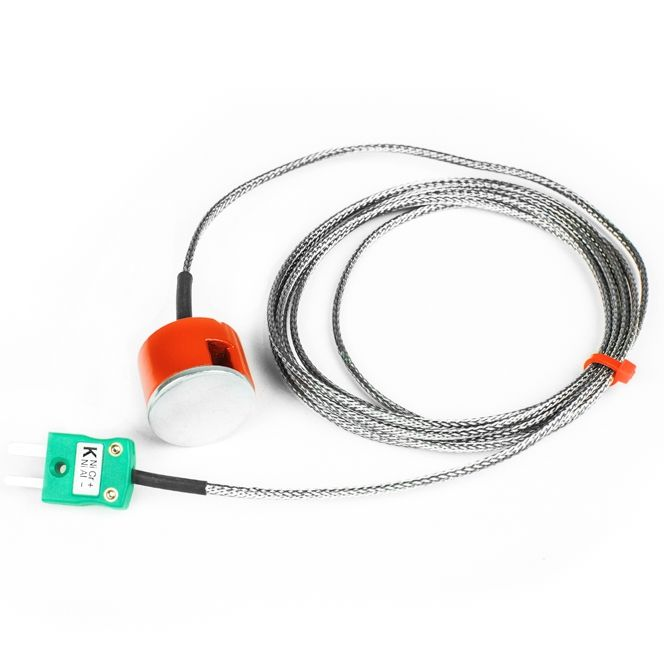 K
Ni Cr +
Ni Al -